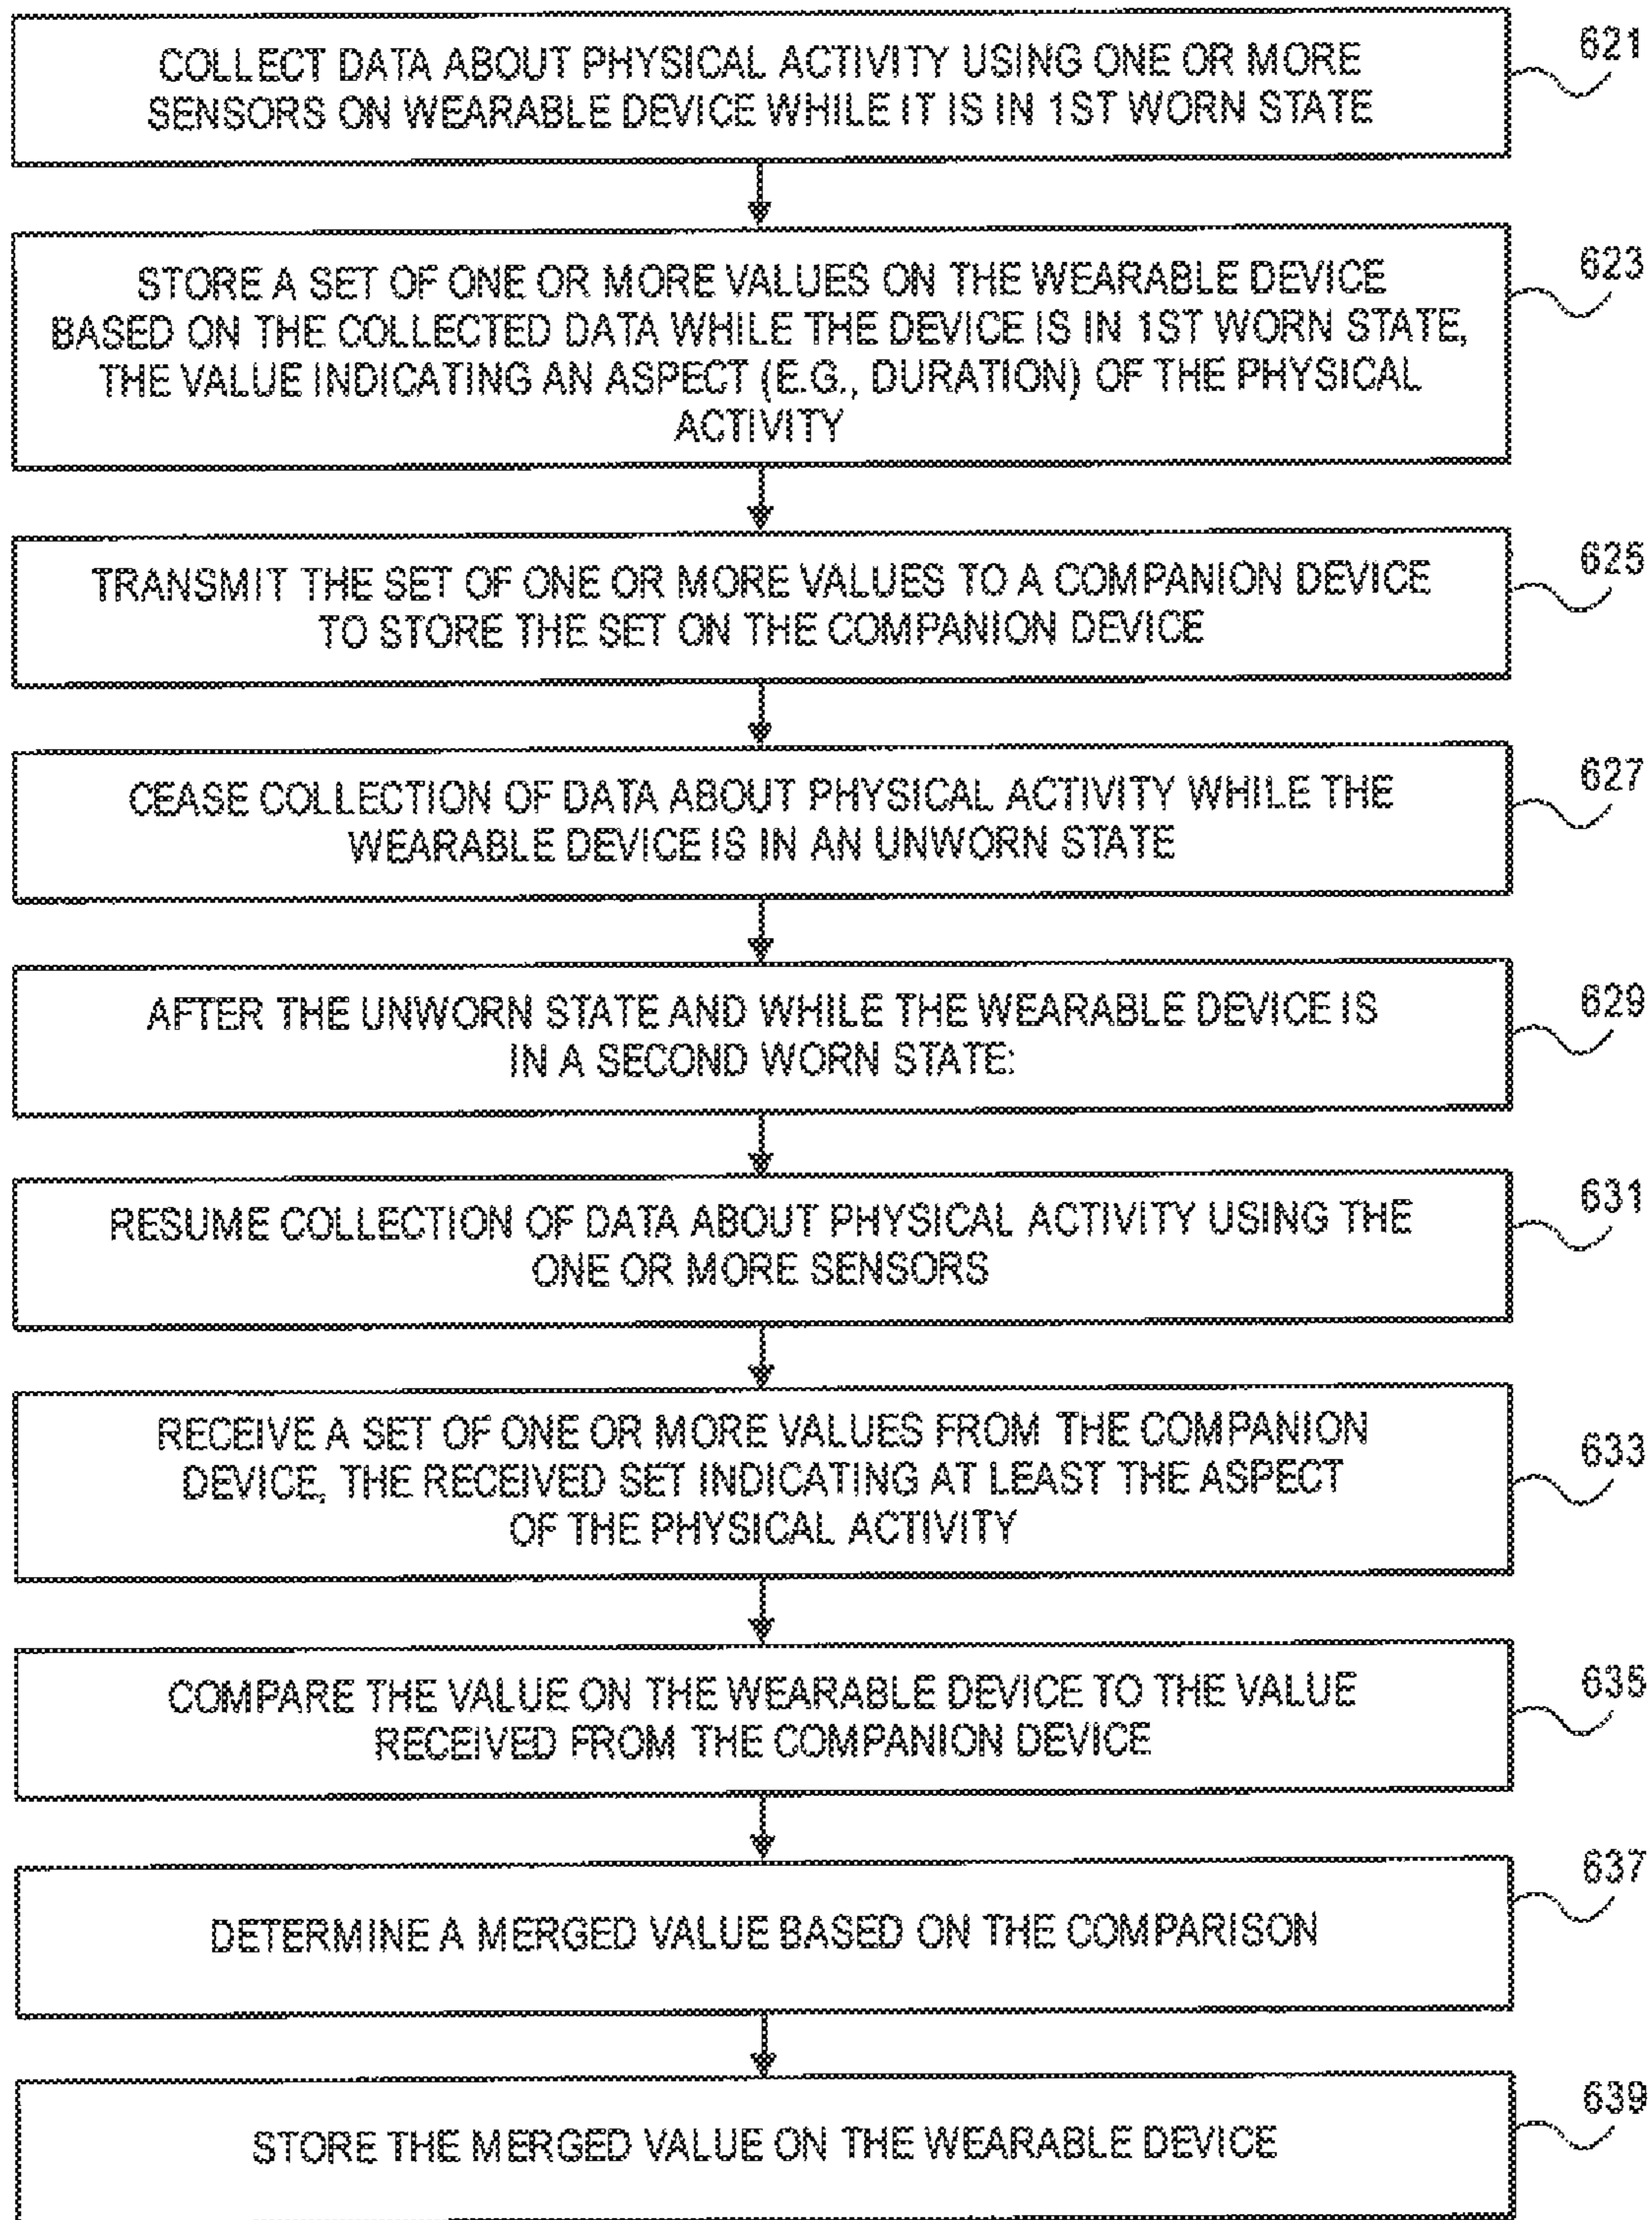 COLLECT DATA ABOUT PHYSICAL ACTIVITY USING ONE OR MORE
SENSORS ON WEARABLE DEVICE WHILE IT IS IN 1ST WORN STATE
621
STORE A SET OF ONE OR MORE VALUES ON THE WEARABLE DEVICE
BASED ON THE COLLECTED DATA WHILE THE DEVICE IS IN 1ST WORN STATE,
THE VALUE INDICATING AN ASPECT (E.G., DURATION) OF THE PHYSICAL
ACTIVITY
623
TRANSMIT THE SET OF ONE OR MORE VALUES TO A COMPANION DEVICE
TO STORE THE SET ON THE COMPANION DEVICE
625
CEASE COLLECTION OF DATA ABOUT PHYSICAL ACTIVITY WHILE THE
WEARABLE DEVICE IS IN AN UNWORN STATE
627
AFTER THE UNWORN STATE AND WHILE THE WEARABLE DEVICE IS
IN A SECOND WORN STATE:
629
RESUME COLLECTION OF DATA ABOUT PHYSICAL ACTIVITY USING THE
ONE OR MORE SENSORS
631
RECEIVE A SET OF ONE OR MORE VALUES FROM THE COMPANION
DEVICE, THE RECEIVED SET INDICATING AT LEAST THE ASPECT
OF THE PHYSICAL ACTIVITY
633
COMPARE THE VALUE ON THE WEARABLE DEVICE TO THE VALUE
RECEIVED FROM THE COMPANION DEVICE
635
DETERMINE A MERGED VALUE BASED ON THE COMPARISON
637
STORE THE MERGED VALUE ON THE WEARABLE DEVICE
639